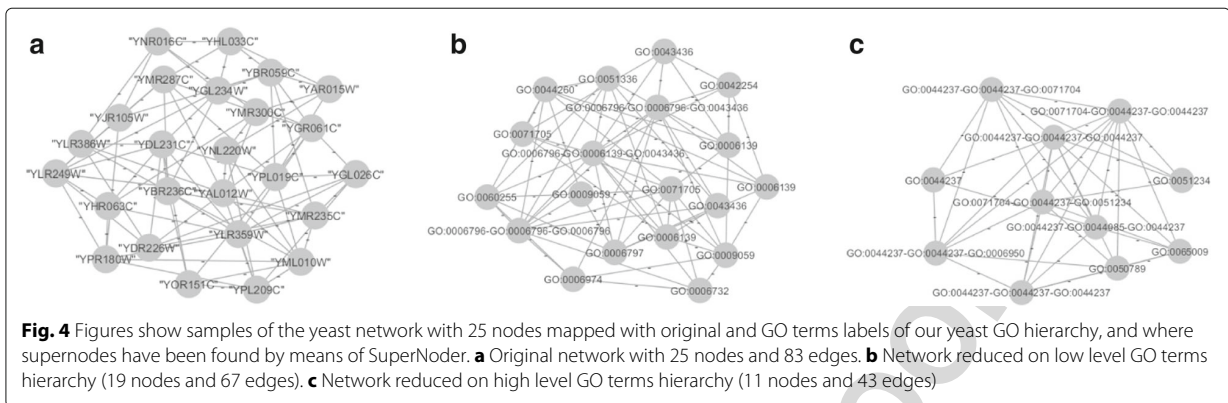 a
"YNR016C"
"YHL033C"
"YMR287C"
"YBR059C"
"YGL234W"
"YAR015W"
"YMR300C"
"YJR105W"
"YGR061C"
"YLR386W"
"YDL231C"
"YNL220W"
"YLR249W"
"YPL019C"
"YGL026C"
"YBR236C"
"YAL012W"
"YHR063C"
"YMR235C"
"YLR359W"
"YDR226W"
"YPR180W"
"YML010W"
"YOR151C"
"YPL209C"
b
GO:0043436
GO:0051336
GO:0044260
GO:0042254
GO:0006796-GO:0006796-GO:0043436
GO:0071705
GO:0006139
GO:0006796-GO:0006139-GO:0043436
GO:0006139
GO:0071705
GO:0009059
GO:0060255
GO:0043436
GO:0006796-GO:0006796-GO:0006796
GO:0006139
GO:0006797
GO:0009059
GO:0006974
GO:0006732
c
GO:0044237-GO:0044237-GO:0071704
GO:0071704-GO:0044237-GO:0044237
GO:0044237-GO:0044237-GO:0044237
GO:0044237
GO:0051234
GO:0071704-GO:0044237-GO:0051234
GO:0044237-GO:0044085-GO:0044237
GO:0044237-GO:0044237-GO:0006950
GO:0065009
GO:0050789
GO:0044237-GO:0044237-GO:0044237
Fig. 4 Figures show samples of the yeast network with 25 nodes mapped with original and GO terms labels of our yeast GO hierarchy, and where
supernodes have been found by means of SuperNoder. a Original network with 25 nodes and 83 edges. b Network reduced on low level GO terms
hierarchy (19 nodes and 67 edges). c Network reduced on high level GO terms hierarchy (11 nodes and 43 edges)